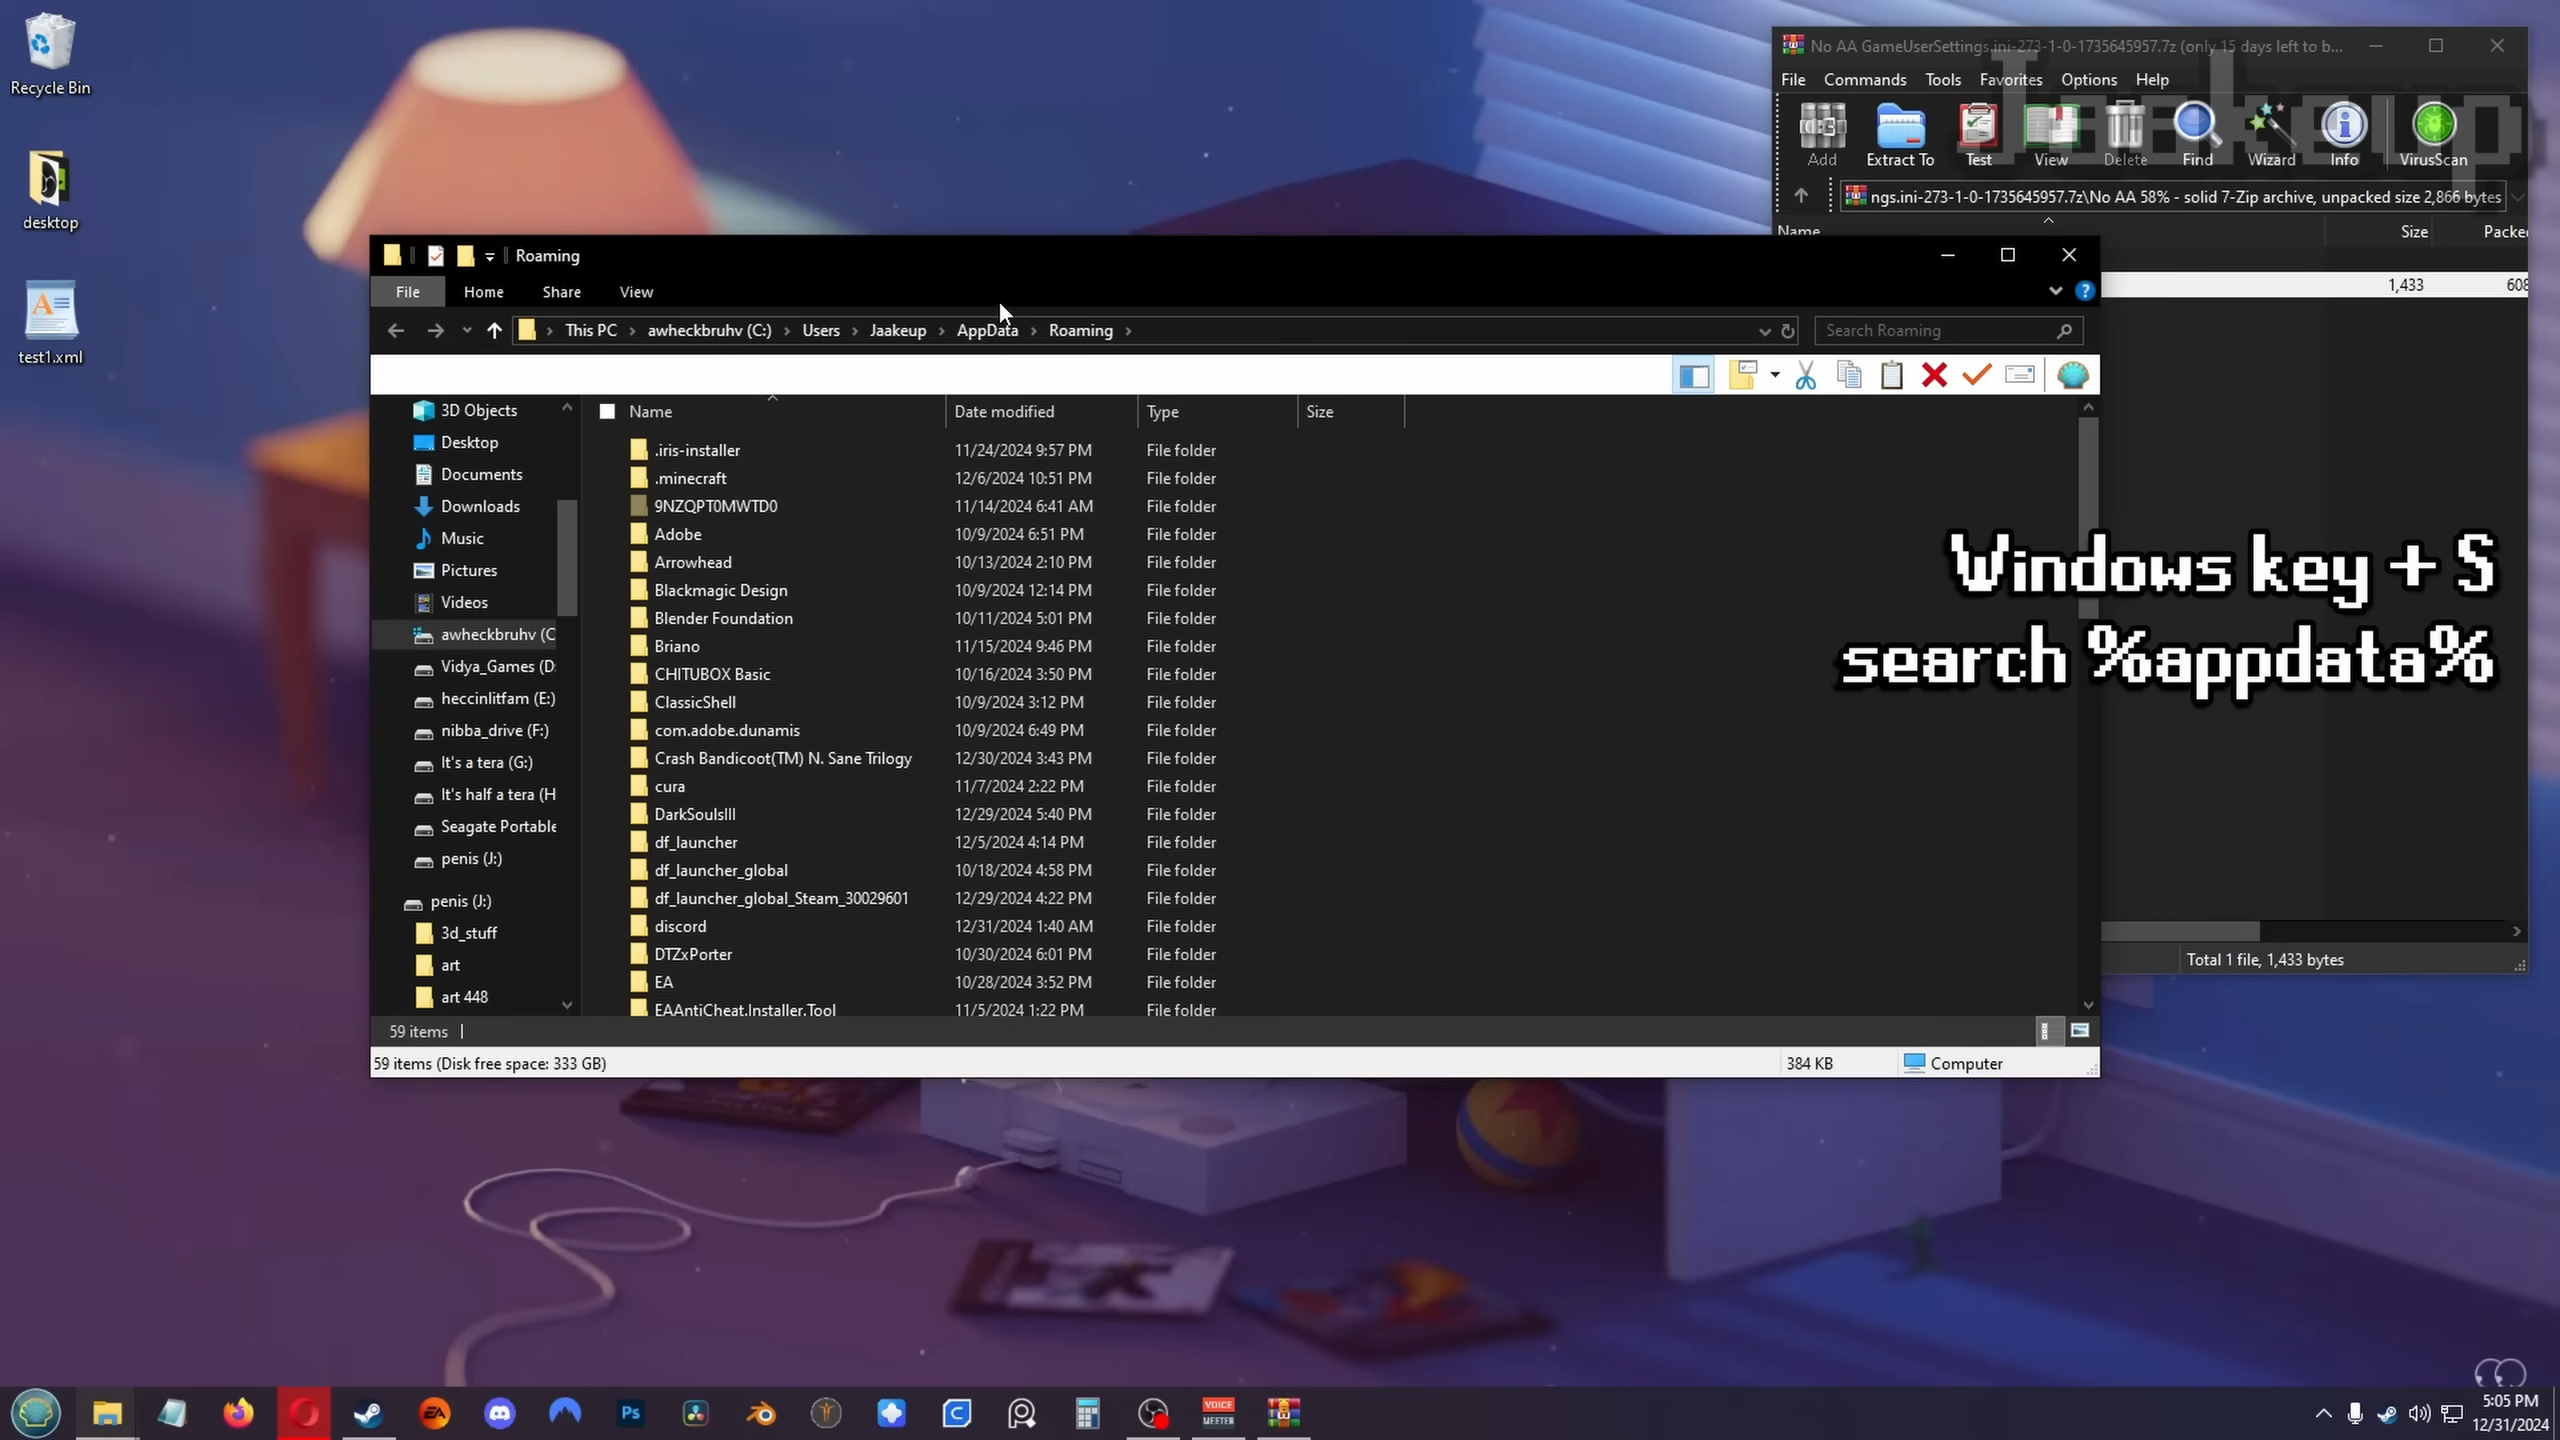 Recycle Bin
desktop
test1.xml
No AA GameUserSettings.ini-273-1-0-1735645957.7z (only 15 days left to b...
Jaakeup
File Commands Tools Favorites Options Help
Add Extract To Test View Delete Find Wizard Info VirusScan
ngs.ini-273-1-0-1735645957.7z\No AA 58% - solid 7-Zip archive, unpacked size 2,866 bytes
Name Size Packe
1,433 608
Total 1 file, 1,433 bytes
Roaming
File Home Share View
This PC > awheckbruhv (C:) > Users > Jaakeup > AppData > Roaming >
Search Roaming
3D Objects
Desktop
Documents
Downloads
Music
Pictures
Videos
awheckbruhv (C
Vidya_Games (D:
heccinlitfam (E:)
nibba_drive (F:)
It's a tera (G:)
It's half a tera (H
Seagate Portable
penis (J:)
penis (J:)
3d_stuff
art
art 448
Name Date modified Type Size
.iris-installer 11/24/2024 9:57 PM File folder
.minecraft 12/6/2024 10:51 PM File folder
9NZQPT0MWTD0 11/14/2024 6:41 AM File folder
Adobe 10/9/2024 6:51 PM File folder
Arrowhead 10/13/2024 2:10 PM File folder
Blackmagic Design 10/9/2024 12:14 PM File folder
Blender Foundation 10/11/2024 5:01 PM File folder
Briano 11/15/2024 9:46 PM File folder
CHITUBOX Basic 10/16/2024 3:50 PM File folder
ClassicShell 10/9/2024 3:12 PM File folder
com.adobe.dunamis 10/9/2024 6:49 PM File folder
Crash Bandicoot(TM) N. Sane Trilogy 12/30/2024 3:43 PM File folder
cura 11/7/2024 2:22 PM File folder
DarkSoulsIII 12/29/2024 5:40 PM File folder
df_launcher 12/5/2024 4:14 PM File folder
df_launcher_global 10/18/2024 4:58 PM File folder
df_launcher_global_Steam_30029601 12/29/2024 4:22 PM File folder
discord 12/31/2024 1:40 AM File folder
DTZxPorter 10/30/2024 6:01 PM File folder
EA 10/28/2024 3:52 PM File folder
EAAntiCheat.Installer.Tool 11/5/2024 1:22 PM File folder
59 items
59 items (Disk free space: 333 GB) 384 KB Computer
Windows key + S
search %appdata%
EA
Ps
VOICE
MEETER
5:05 PM
12/31/2024